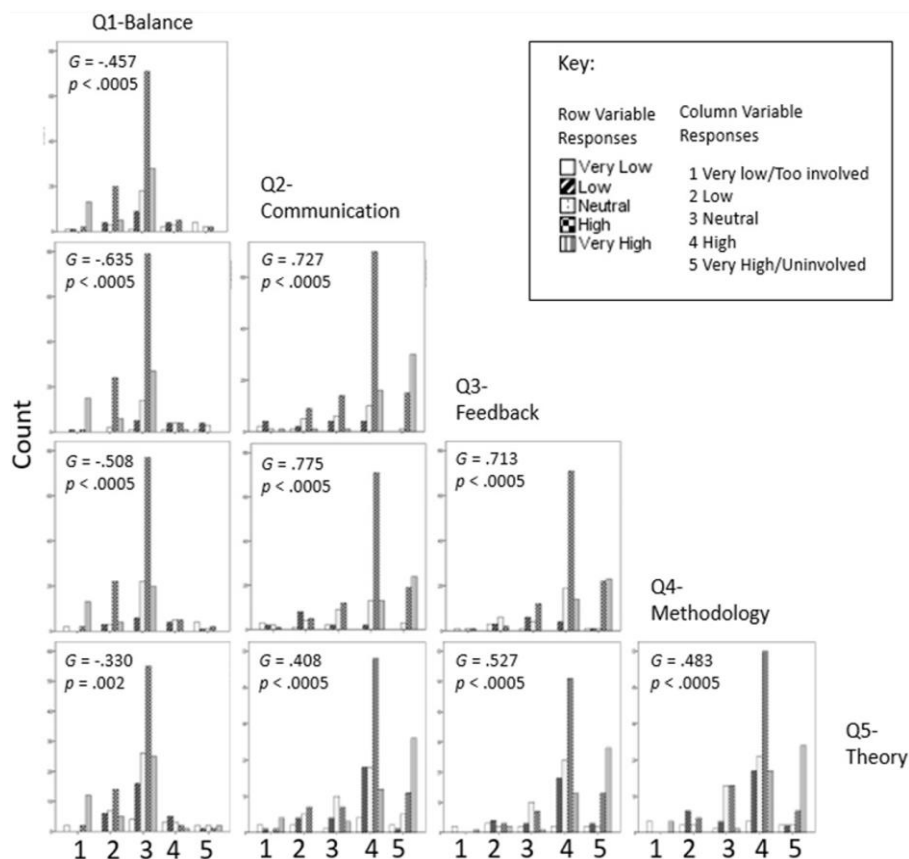 Q1-Balance
G = -.457
p < .0005
Key:
Row Variable
Responses
Column Variable
Responses
Very Low
Low
Neutral
High
Very High
1 Very low/Too involved
2 Low
3 Neutral
4 High
5 Very High/Uninvolved
Q2-
Communication
G = -.635
p < .0005
G = .727
p < .0005
Q3-
Feedback
Count
G = -.508
p < .0005
G = .775
p < .0005
G = .713
p < .0005
Q4-
Methodology
G = -.330
p = .002
G = .408
p < .0005
G = .527
p < .0005
G = .483
p < .0005
Q5-
Theory
1 2 3 4 5 1 2 3 4 5 1 2 3 4 5 1 2 3 4 5